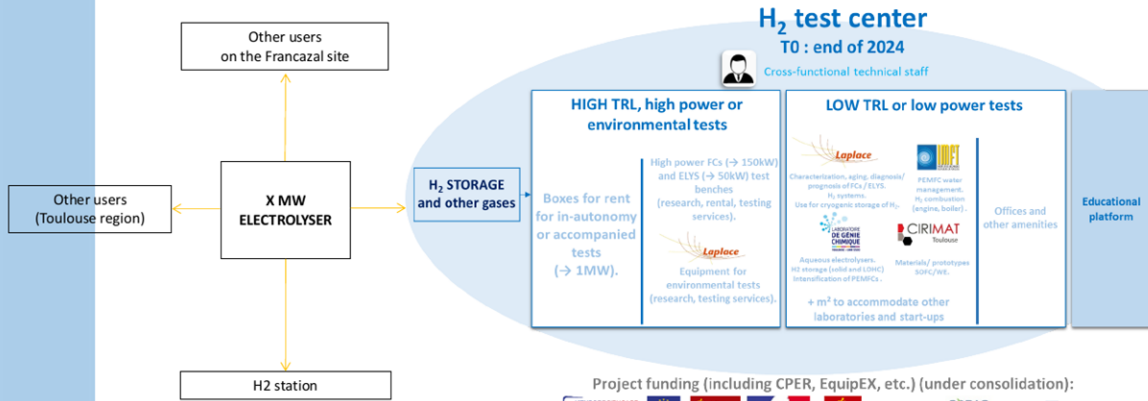 H₂ test center
T0 : end of 2024
Cross-functional technical staff
Other users
on the Francazal site
Other users
(Toulouse region)
X MW
ELECTROLYSER
H2 station
H₂ STORAGE
and other gases
HIGH TRL, high power or
environmental tests
Boxes for rent
for in-autonomy
or accompanied
tests
(→ 1MW).
High power FCs (→ 150kW)
and ELYS (→ 50kW) test
benches
(research, rental, testing
services).
Laplace
Equipment for
environmental tests
(research, testing services).
LOW TRL or low power tests
Laplace
Characterization, aging, diagnosis/
prognosis of FCs / ELYS.
H₂ systems.
Use for cryogenic storage of H₂.
IMFT
PEMFC water
management.
H₂ combustion
(engine, boiler) .
LABORATOIRE
DE GÉNIE
CHIMIQUE
Aqueous electrolysers.
H2 storage (solid and LOHC)
Intensification of PEMFCs .
CIRIMAT
Toulouse
Materials/ prototypes
SOFC/WE.
+ m² to accommodate other
laboratories and start-ups
Offices and
other amenities
Educational
platform
Project funding (including CPER, EquipEX, etc.) (under consolidation):